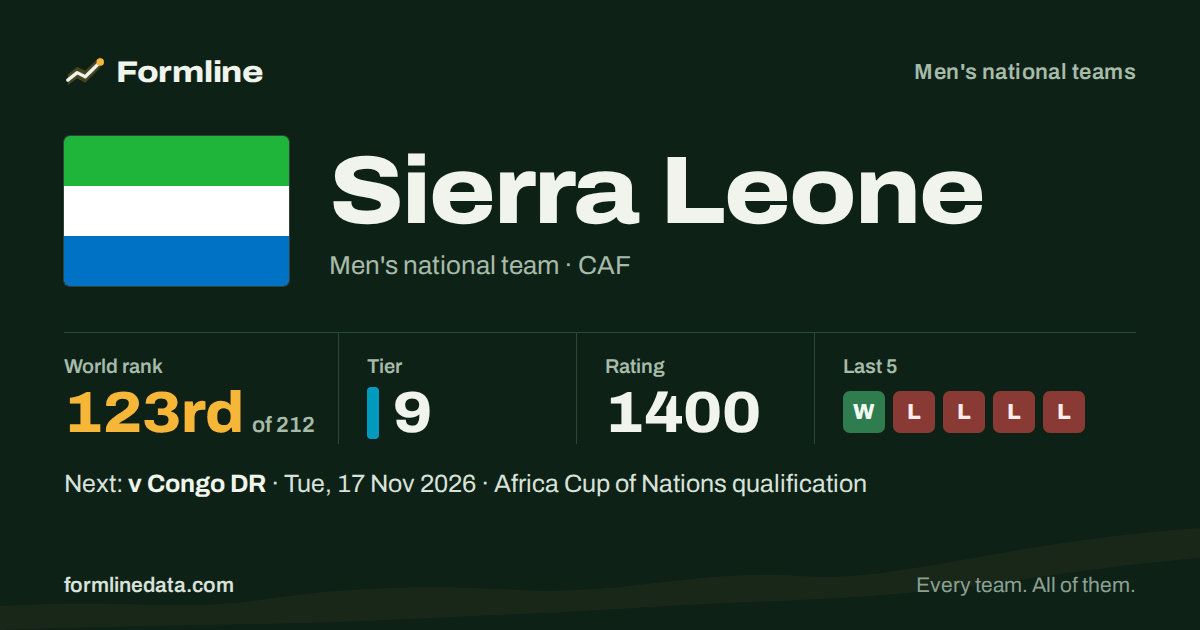 Formline
Men's national teams
Sierra Leone
Men's national team · CAF
World rank
123rd of 212
Tier
9
Rating
1400
Last 5
W L L L L
Next: v Congo DR · Tue, 17 Nov 2026 · Africa Cup of Nations qualification
formlinedata.com
Every team. All of them.